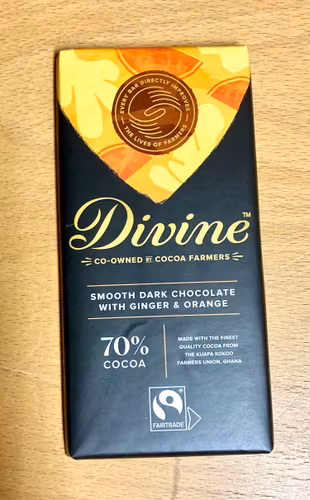 EVERY BAR DIRECTLY IMPROVES
THE LIVES OF FARMERS
Divine™
CO-OWNED BY COCOA FARMERS
SMOOTH DARK CHOCOLATE
WITH GINGER & ORANGE
70%
COCOA
MADE WITH THE FINEST
QUALITY COCOA FROM
THE KUAPA KOKOO
FARMERS UNION, GHANA
FAIRTRADE